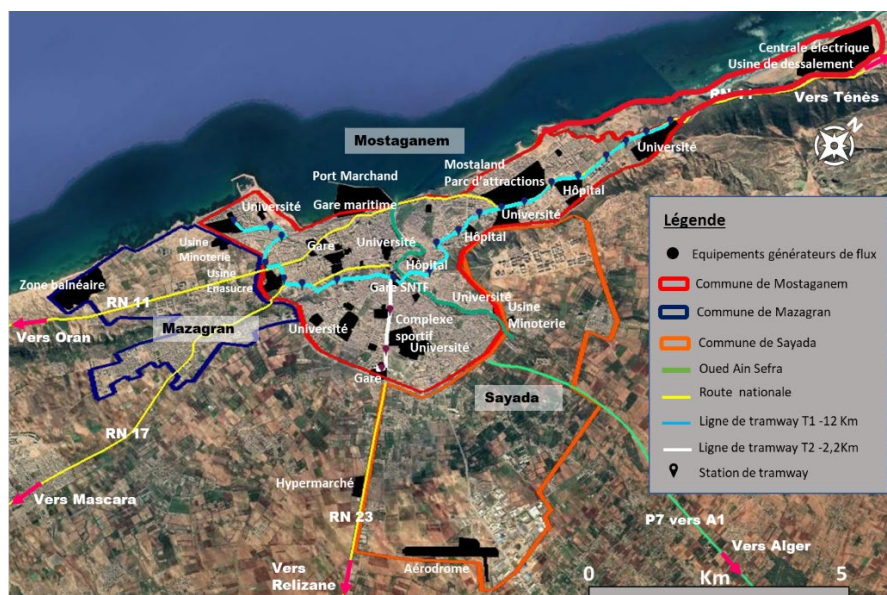 Centrale électrique
Usine de dessalement
RN 11
Vers Ténès
N
Mostaganem
Université
Port Marchand
Mostaland
Parc d'attractions
Hôpital
Gare maritime
Université
Université
Usine
Minoterie
Gare
Université
Hôpital
Usine
Enasucre
Hôpital
Gare SNTF
Zone balnéaire
RN 11
Université
Usine
Minoterie
Vers Oran
Mazagran
Université
Complexe
sportif
Université
Gare
Sayada
RN 17
Hypermarché
Vers Mascara
RN 23
P7 vers A1
Vers Alger
Vers
Relizane
Aérodrome
0
Km
5
Légende
Equipements générateurs de flux
Commune de Mostaganem
Commune de Mazagran
Commune de Sayada
Oued Ain Sefra
Route nationale
Ligne de tramway T1 -12 Km
Ligne de tramway T2 -2,2Km
Station de tramway